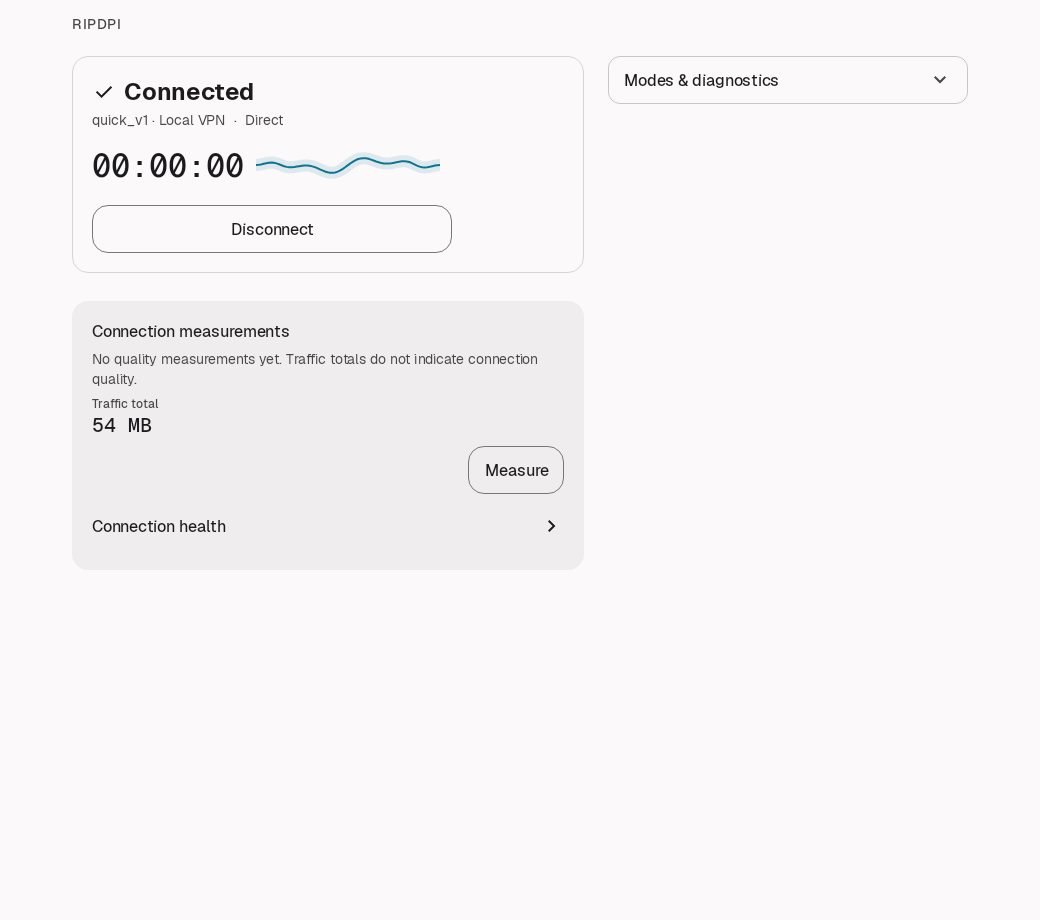 RIPDPI
Connected
quick_v1 · Local VPN · Direct
00:00:00
Disconnect
Modes & diagnostics
Connection measurements
No quality measurements yet. Traffic totals do not indicate connection
quality.
Traffic total
54 MB
Measure
Connection health